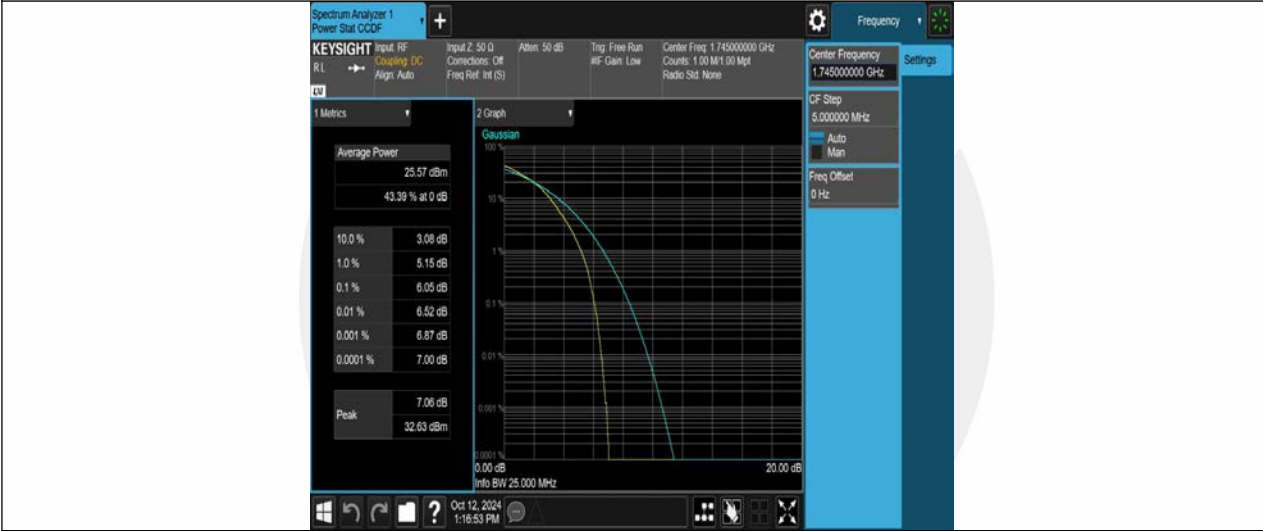 Spectrum Analyzer 1
Power Stat CCDF
+
Frequency
KEYSIGHT
RL
Input: RF
Coupling: DC
Align: Auto
Input Z: 50 Ω
Corrections: Off
Freq Ref: Int (S)
Atten: 50 dB
Trig: Free Run
#IF Gain: Low
Center Freq: 1.745000000 GHz
Counts: 1.00 M/1.00 Mpt
Radio Std: None
LV
Center Frequency
1.745000000 GHz
Settings
CF Step
5.000000 MHz
Auto
Man
Freq Offset
0 Hz
1 Metrics
Average Power
25.57 dBm
43.39 % at 0 dB
10.0 % 3.08 dB
1.0 % 5.15 dB
0.1 % 6.05 dB
0.01 % 6.52 dB
0.001 % 6.87 dB
0.0001 % 7.00 dB
Peak
7.06 dB
32.63 dBm
2 Graph
Gaussian
100 %
10 %
1 %
0.1 %
0.01 %
0.001 %
0.0001 %
0.00 dB 20.00 dB
Info BW 25.000 MHz
?
Oct 12, 2024
1:16:53 PM